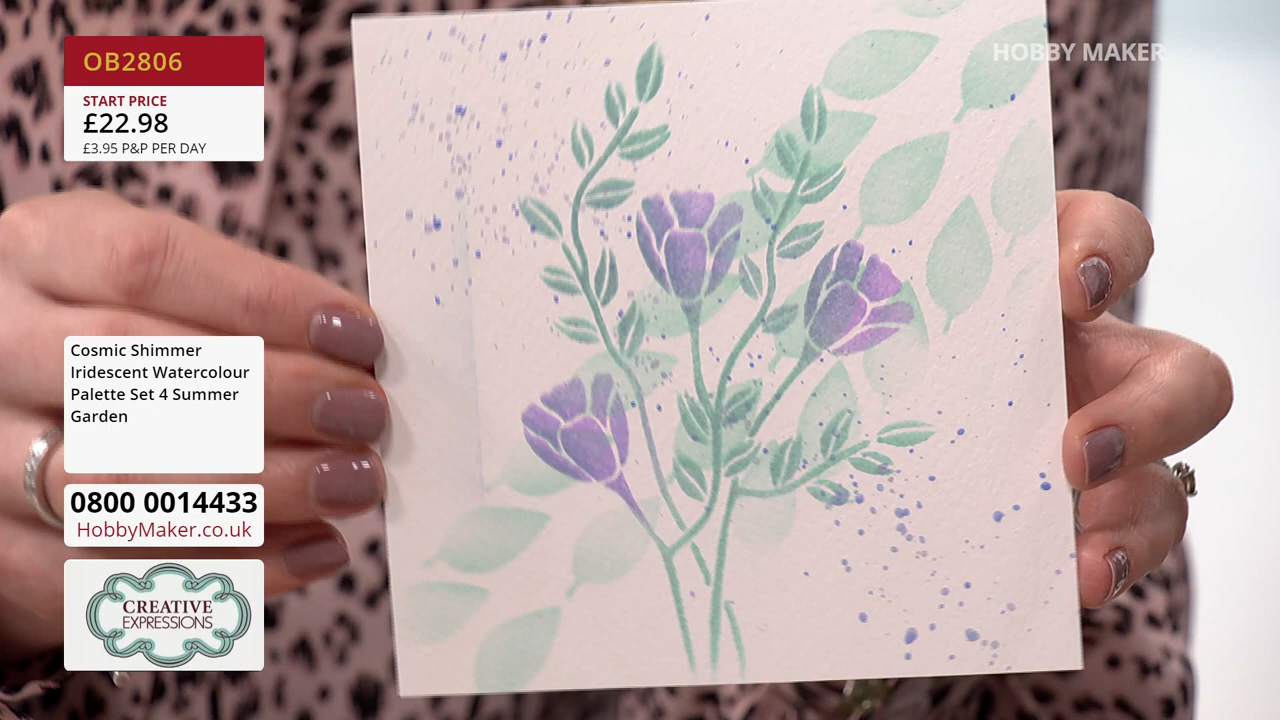 OB2806
START PRICE
£22.98
£3.95 P&P PER DAY
HOBBY MAKER
Cosmic Shimmer
Iridescent Watercolour
Palette Set 4 Summer
Garden
0800 0014433
HobbyMaker.co.uk
CREATIVE
EXPRESSIONS